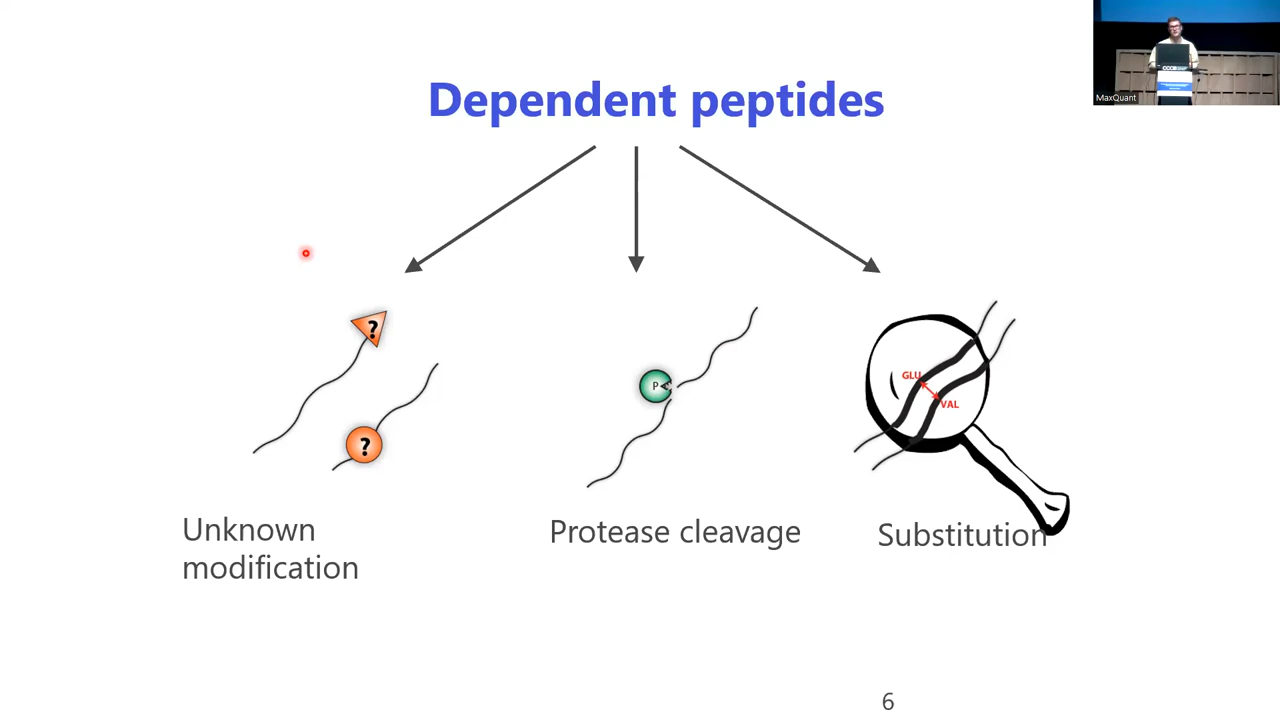 Dependent peptides
MaxQuant
?
?
P
GLU
VAL
Unknown
modification
Protease cleavage
Substitution
6